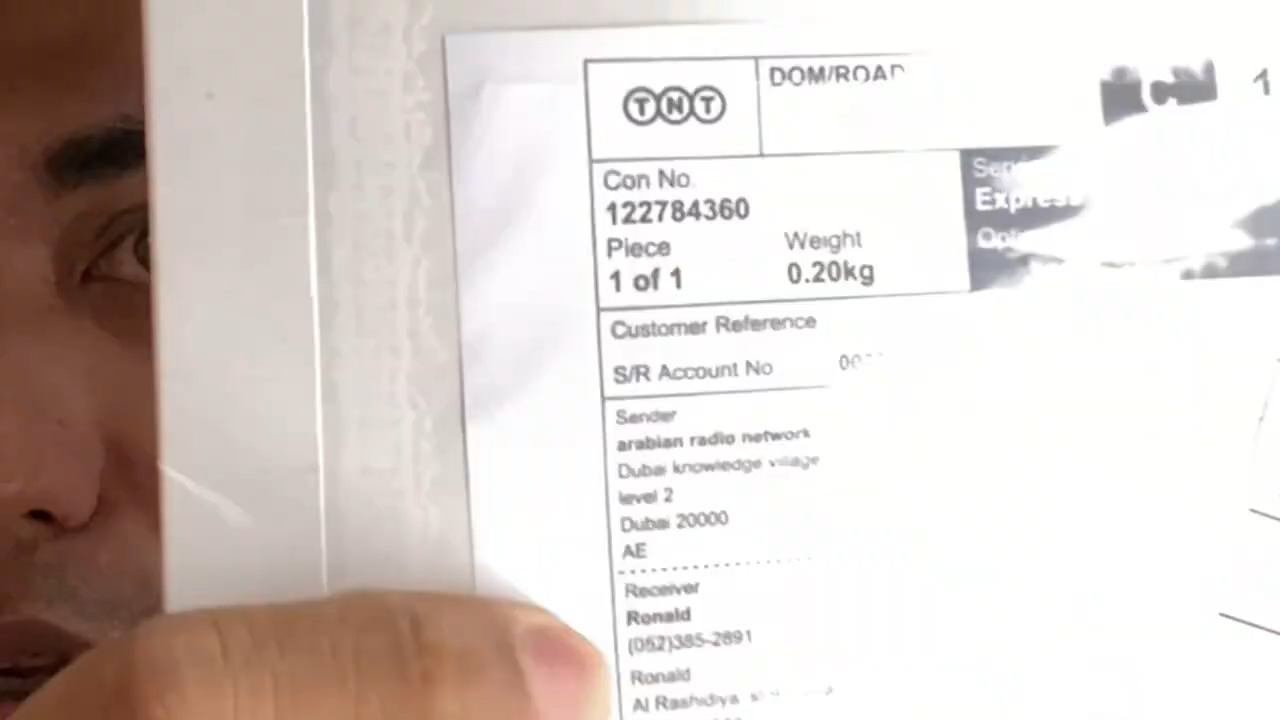 TNT
DOM/ROAD
1
Con No.
122784360
Express
Piece
Weight
1 of 1
0.20kg
Customer Reference
S/R Account No
Sender
arabian radio network
Dubai knowledge village
level 2
Dubai 20000
AE
Receiver
Ronald
(052)385-2891
Ronald
Al Rashidiya